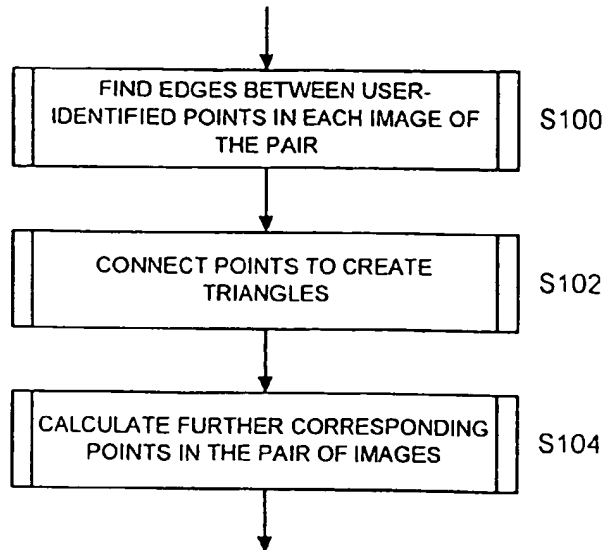 FIND EDGES BETWEEN USER-
IDENTIFIED POINTS IN EACH IMAGE OF
THE PAIR
S100
CONNECT POINTS TO CREATE
TRIANGLES
S102
CALCULATE FURTHER CORRESPONDING
POINTS IN THE PAIR OF IMAGES
S104